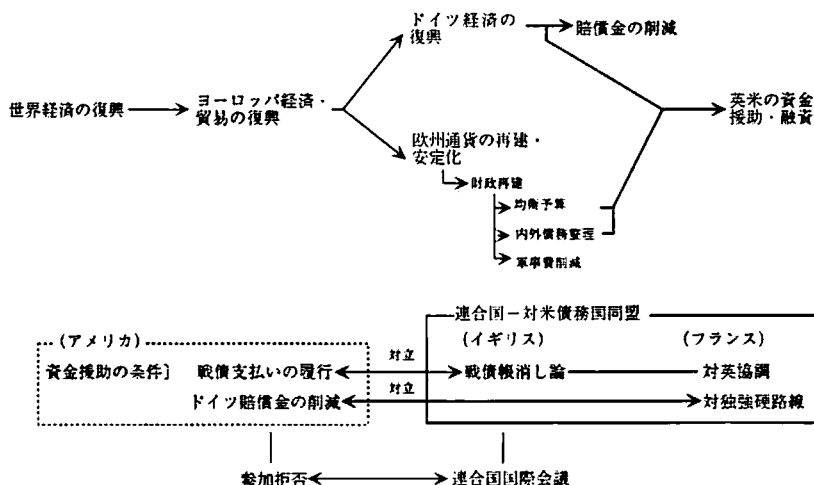 ドイツ経済の
復興
賠償金の削減
世界経済の復興
ヨーロッパ経済・
貿易の復興
英米の資金
援助・融資
欧州通貨の再建・
安定化
財政再建
均衡予算
内外債務整理
軍事費削減
連合国－対米債務国同盟
(アメリカ)
(イギリス)
(フランス)
資金援助の条件]
戦債支払いの履行
対立
戦債帳消し論
対英協調
ドイツ賠償金の削減
対立
対独強硬路線
参加拒否
連合国国際会議